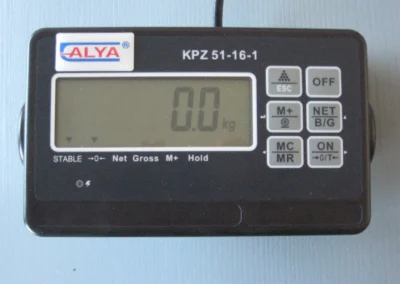 ALYA ®
KPZ 51-16-1
0.0 kg
ESC
OFF
M+
NET
B/G
MC
MR
ON
→0/T←
STABLE →0← Net Gross M+ Hold